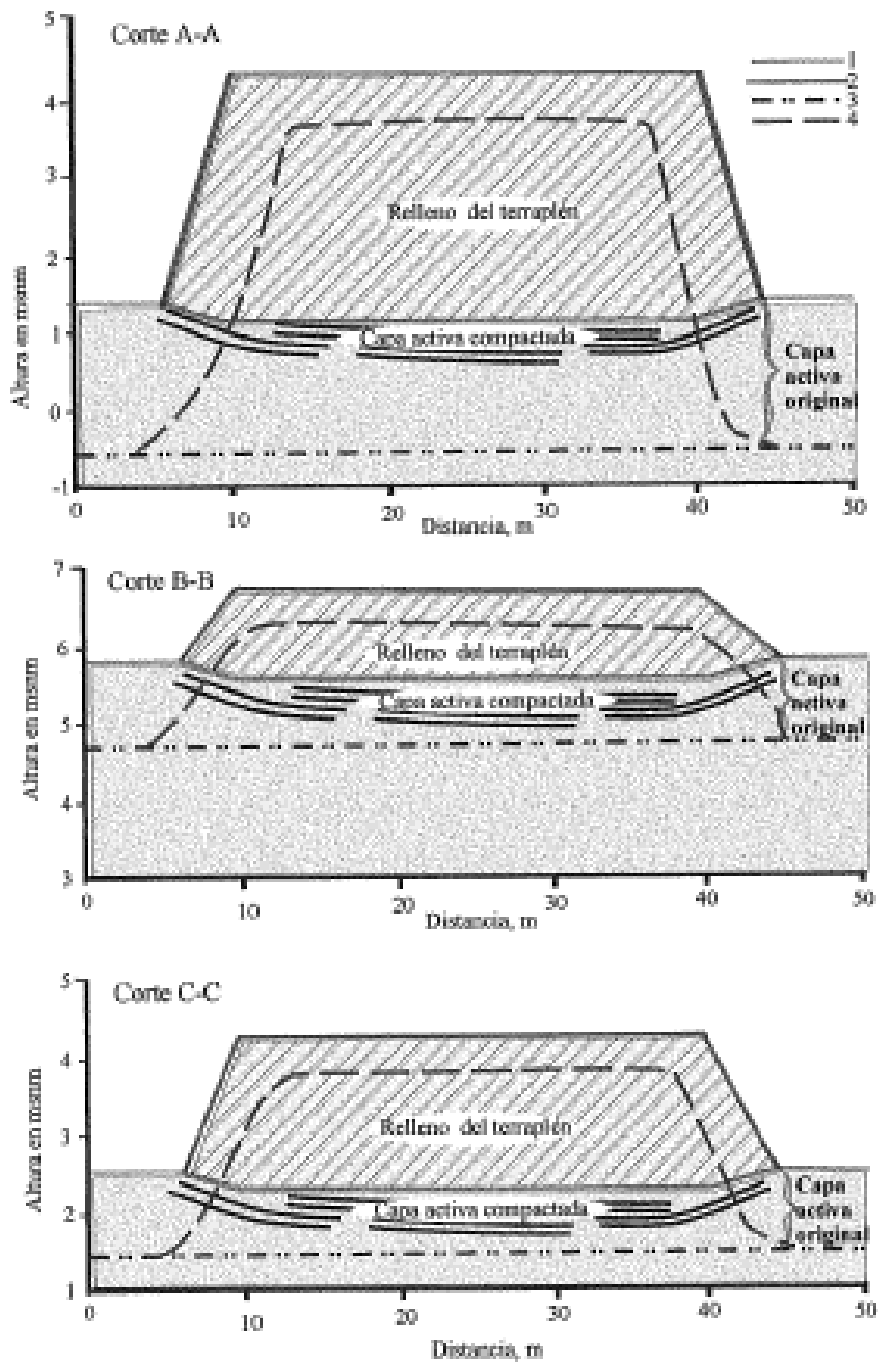 Corte A-A
5
4
3
2
1
0
-1
Altura en msnm
1
2
3
4
Relleno del terraplén
Capa activa compactada
Capa
activa
original
0
10
20
30
40
50
Distancia, m
Corte B-B
7
6
5
4
3
Altura en msnm
Relleno del terraplén
Capa activa compactada
Capa
activa
original
0
10
20
30
40
50
Distancia, m
Corte C-C
5
4
3
2
1
Altura en msnm
Relleno del terraplén
Capa activa compactada
Capa
activa
original
0
10
20
30
40
50
Distancia, m